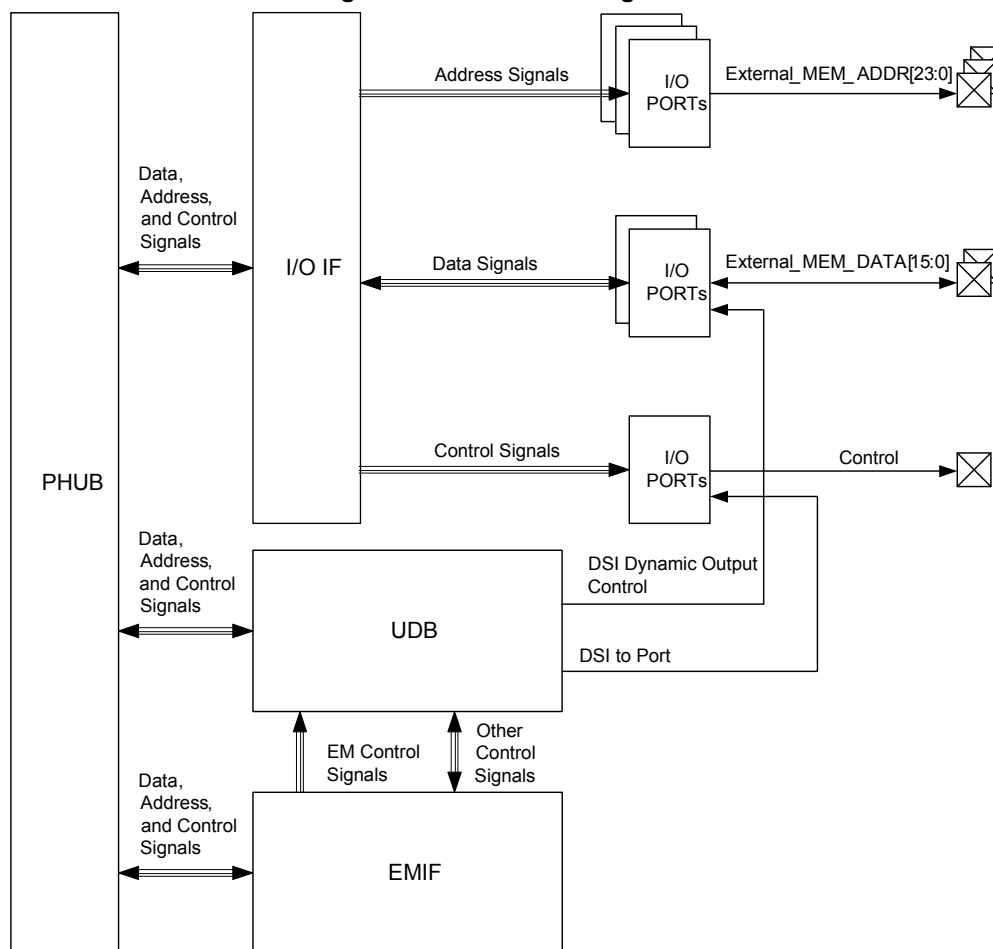 Address Signals
I/O
PORTs
External_MEM_ADDR[23:0]
Data,
Address,
and Control
Signals
I/O IF
Data Signals
I/O
PORTs
External_MEM_DATA[15:0]
PHUB
Control Signals
I/O
PORTs
Control
Data,
Address,
and Control
Signals
UDB
DSI Dynamic Output
Control
DSI to Port
EM Control
Signals
Other
Control
Signals
Data,
Address,
and Control
Signals
EMIF